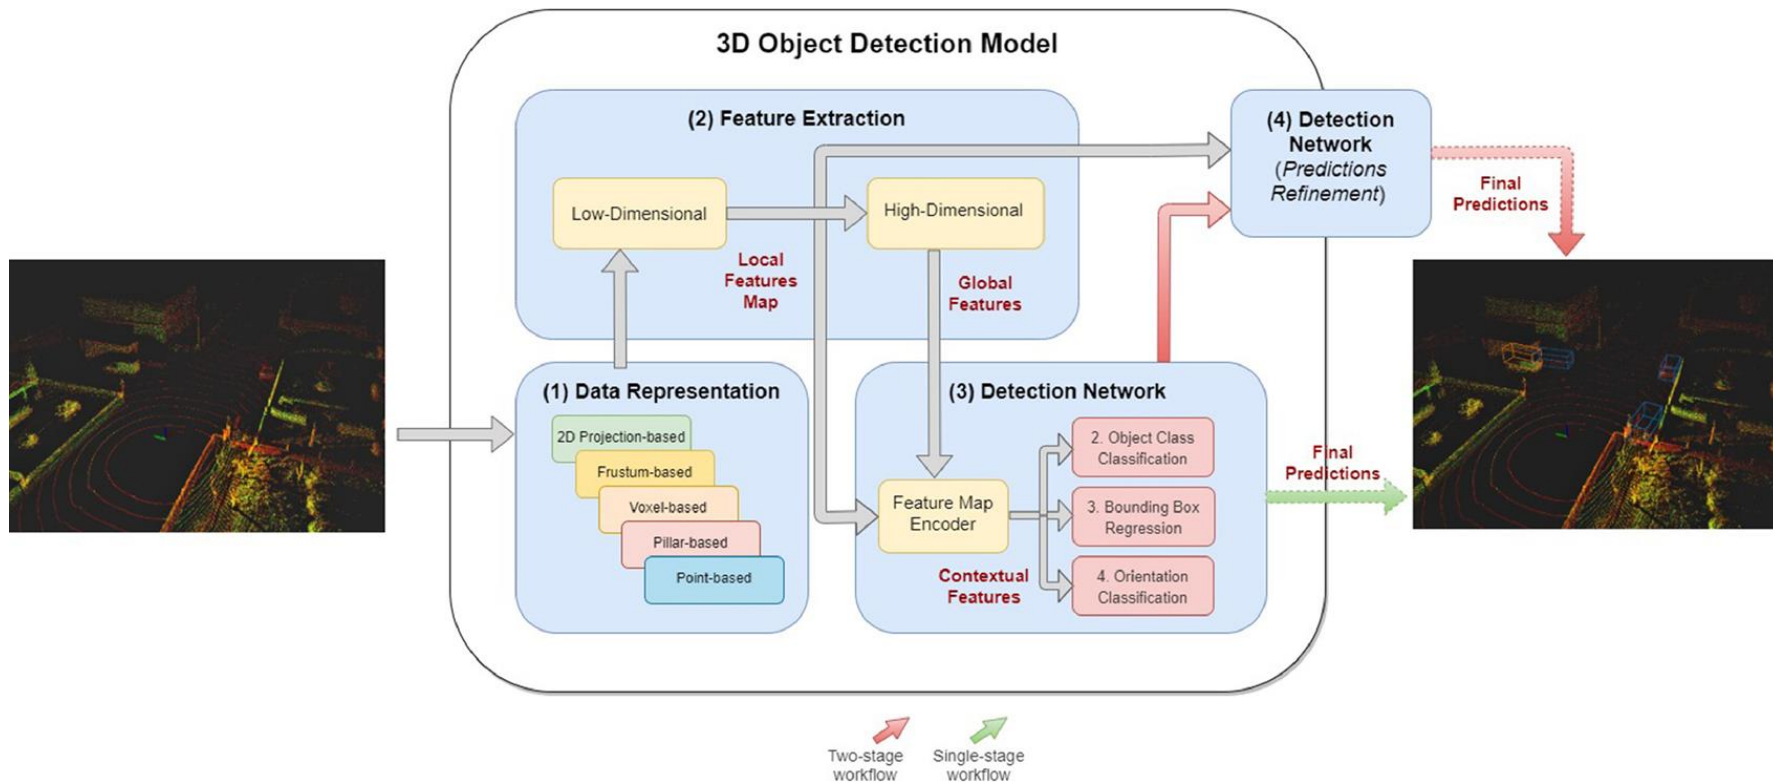 3D Object Detection Model
(2) Feature Extraction
(4) Detection
Network
(Predictions
Refinement)
Final
Predictions
Low-Dimensional
High-Dimensional
Local
Features
Map
Global
Features
(1) Data Representation
2D Projection-based
Frustum-based
Voxel-based
Pillar-based
Point-based
(3) Detection Network
Feature Map
Encoder
Contextual
Features
2. Object Class
Classification
3. Bounding Box
Regression
4. Orientation
Classification
Final
Predictions
Two-stage
workflow
Single-stage
workflow